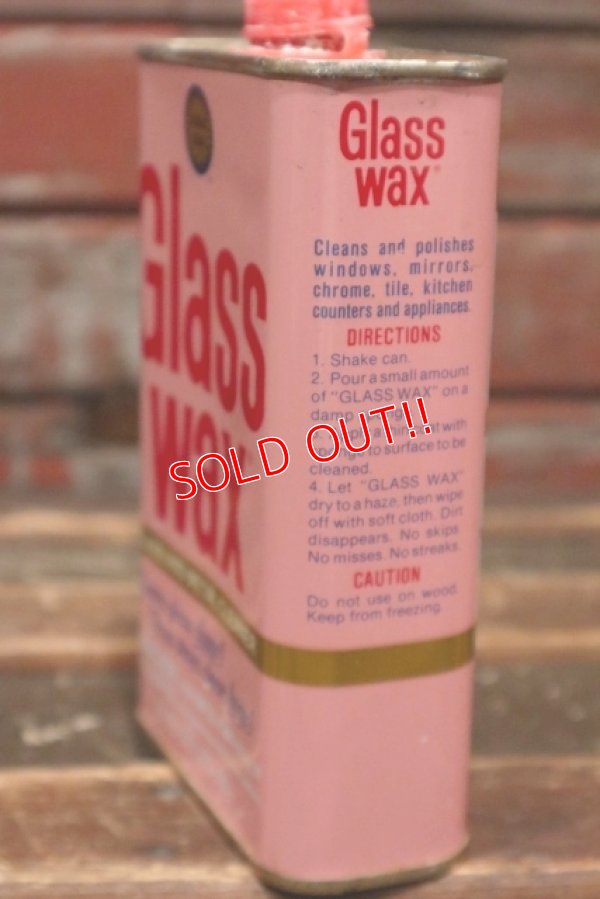 Glass
wax
Glass
wax
Cleans and polishes
windows, mirrors,
chrome, tile, kitchen
counters and appliances.
DIRECTIONS
1. Shake can.
2. Pour a small amount
of "GLASS WAX" on a
damp
with
to surface to be
cleaned.
4. Let "GLASS WAX"
dry to a haze, then wipe
off with soft cloth. Dirt
disappears. No skips.
No misses. No streaks.
CAUTION
Do not use on wood.
Keep from freezing.
SOLD OUT!!